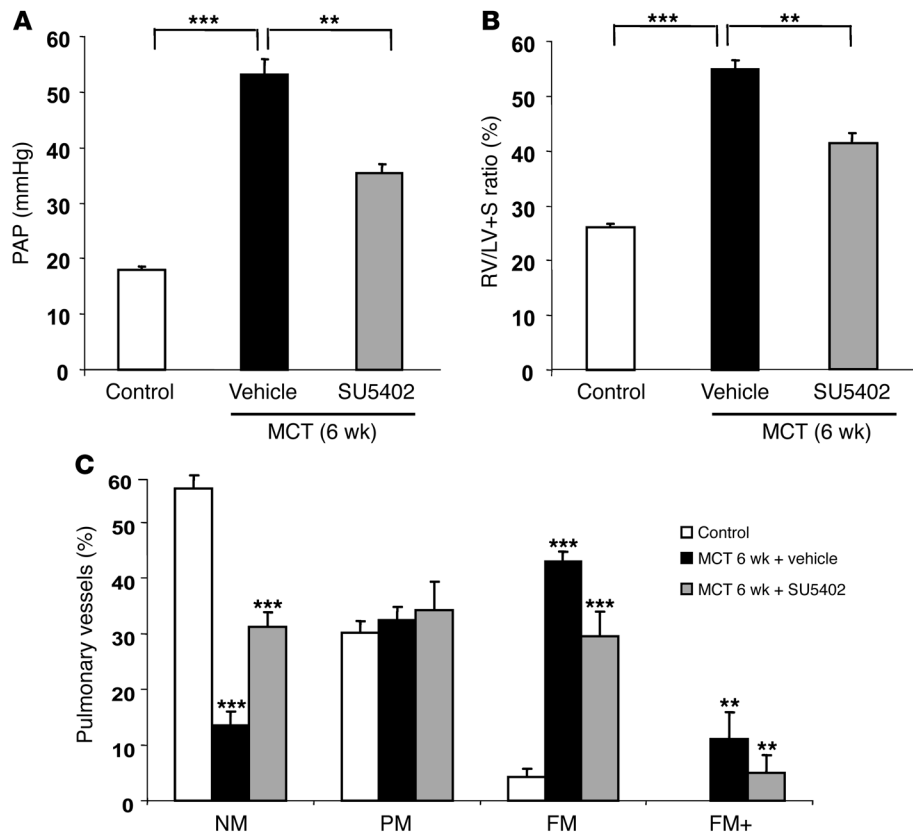 A
*** **
60
50
40
30
20
10
0
PAP (mmHg)
Control Vehicle SU5402
MCT (6 wk)
B
*** **
60
50
40
30
20
10
0
RV/LV+S ratio (%)
Control Vehicle SU5402
MCT (6 wk)
C
60
50
40
30
20
10
0
Pulmonary vessels (%)
*** *** *** *** ** **
NM PM FM FM+
Control
MCT 6 wk + vehicle
MCT 6 wk + SU5402